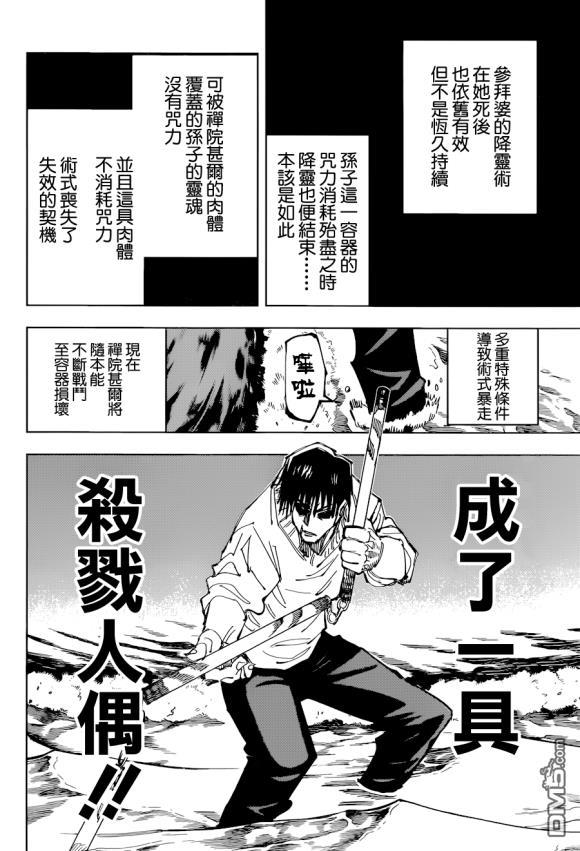 參拜婆的降靈術
在她死後
也依舊有效
但不是恆久持續
孫子這一容器的
咒力消耗殆盡之時
降靈也便結束……
本該是如此
可被禪院甚爾的肉體
覆蓋的孫子的靈魂
沒有咒力
並且這具肉體
不消耗咒力
術式喪失了
失效的契機
多重特殊條件
導致術式暴走
嘩啦
現在
禪院甚爾將
隨本能
不斷戰鬥
至容器損壞
成了一具
殺戮人偶!!
DM5.com